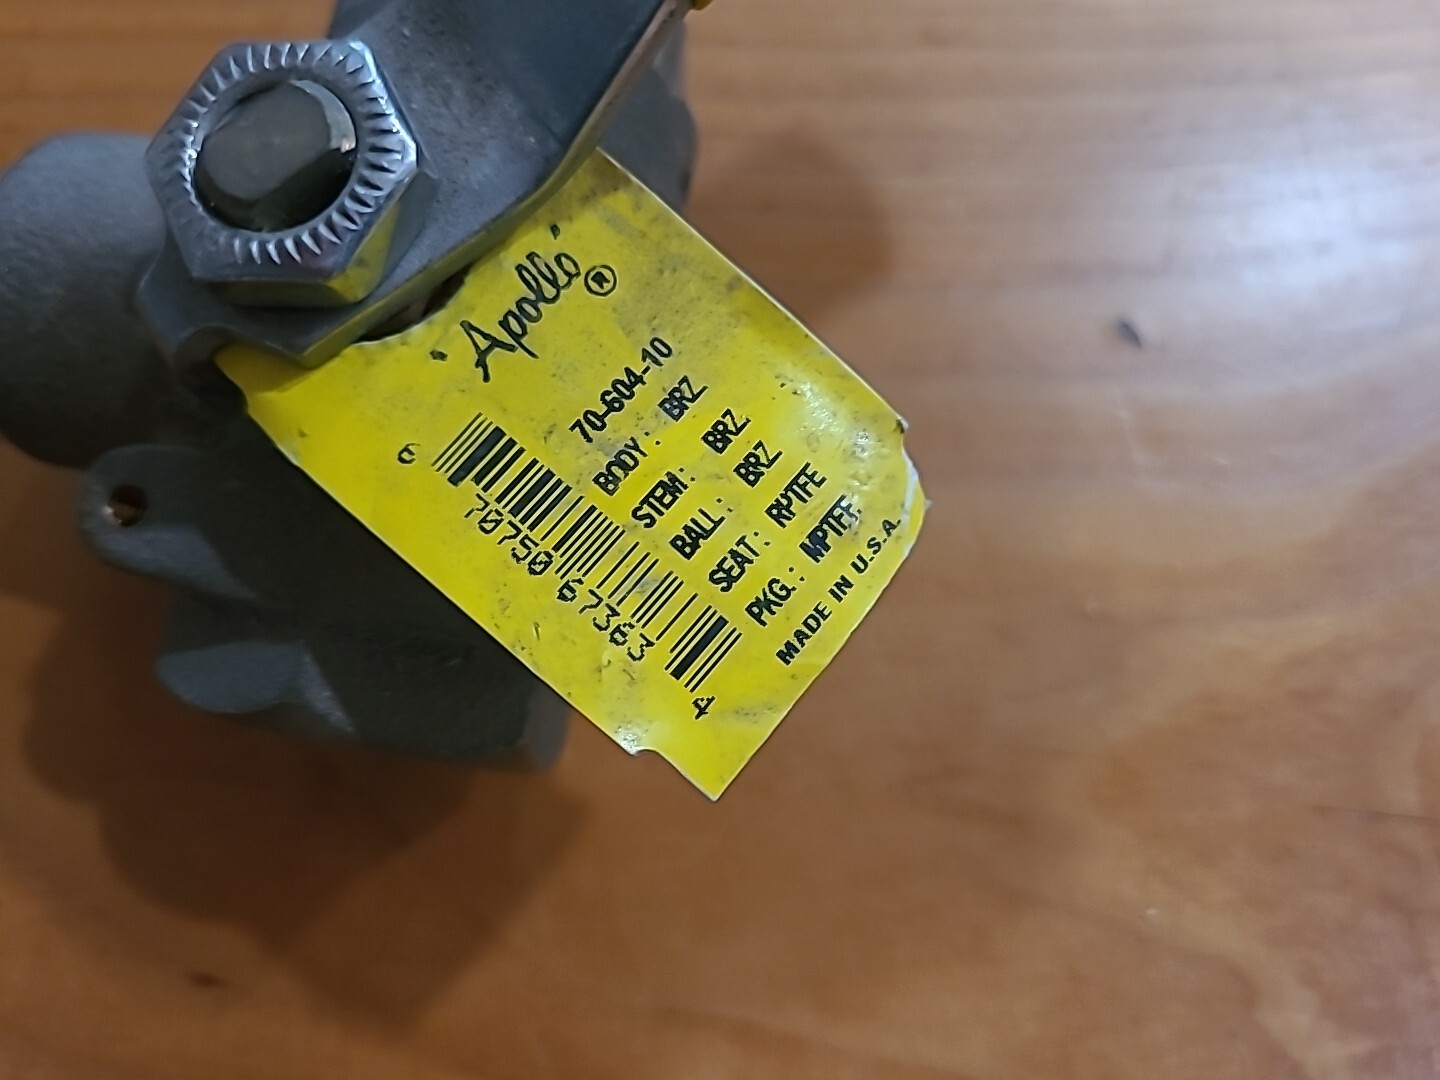 'Apollo'®
70-604-10
BODY: BRZ
STEM: BRZ
BALL: BRZ
SEAT: RPTFE
PKG.: MPTFE
MADE IN U.S.A.
6 70750 67363 4